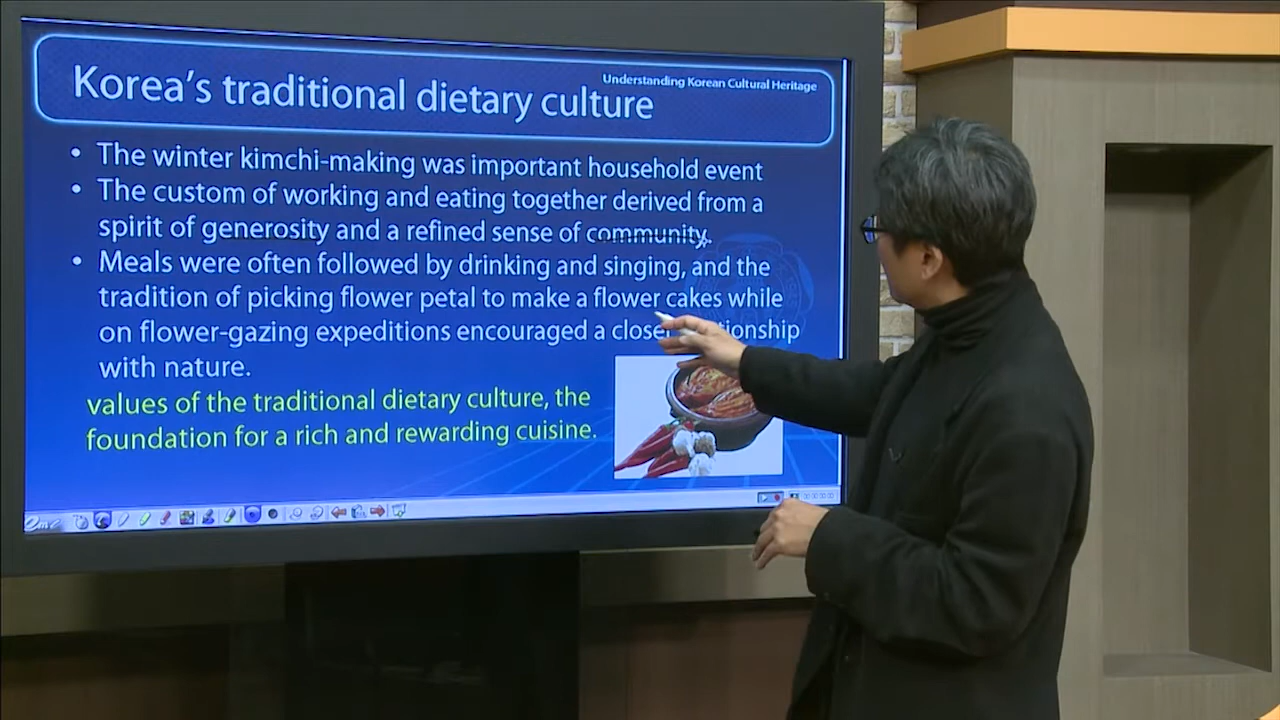 Understanding Korean Cultural Heritage
Korea's traditional dietary culture
• The winter kimchi-making was important household event
• The custom of working and eating together derived from a
spirit of generosity and a refined sense of community.
• Meals were often followed by drinking and singing, and the
tradition of picking flower petal to make a flower cakes while
on flower-gazing expeditions encouraged a close
with nature.
values of the traditional dietary culture, the
foundation for a rich and rewarding cuisine.